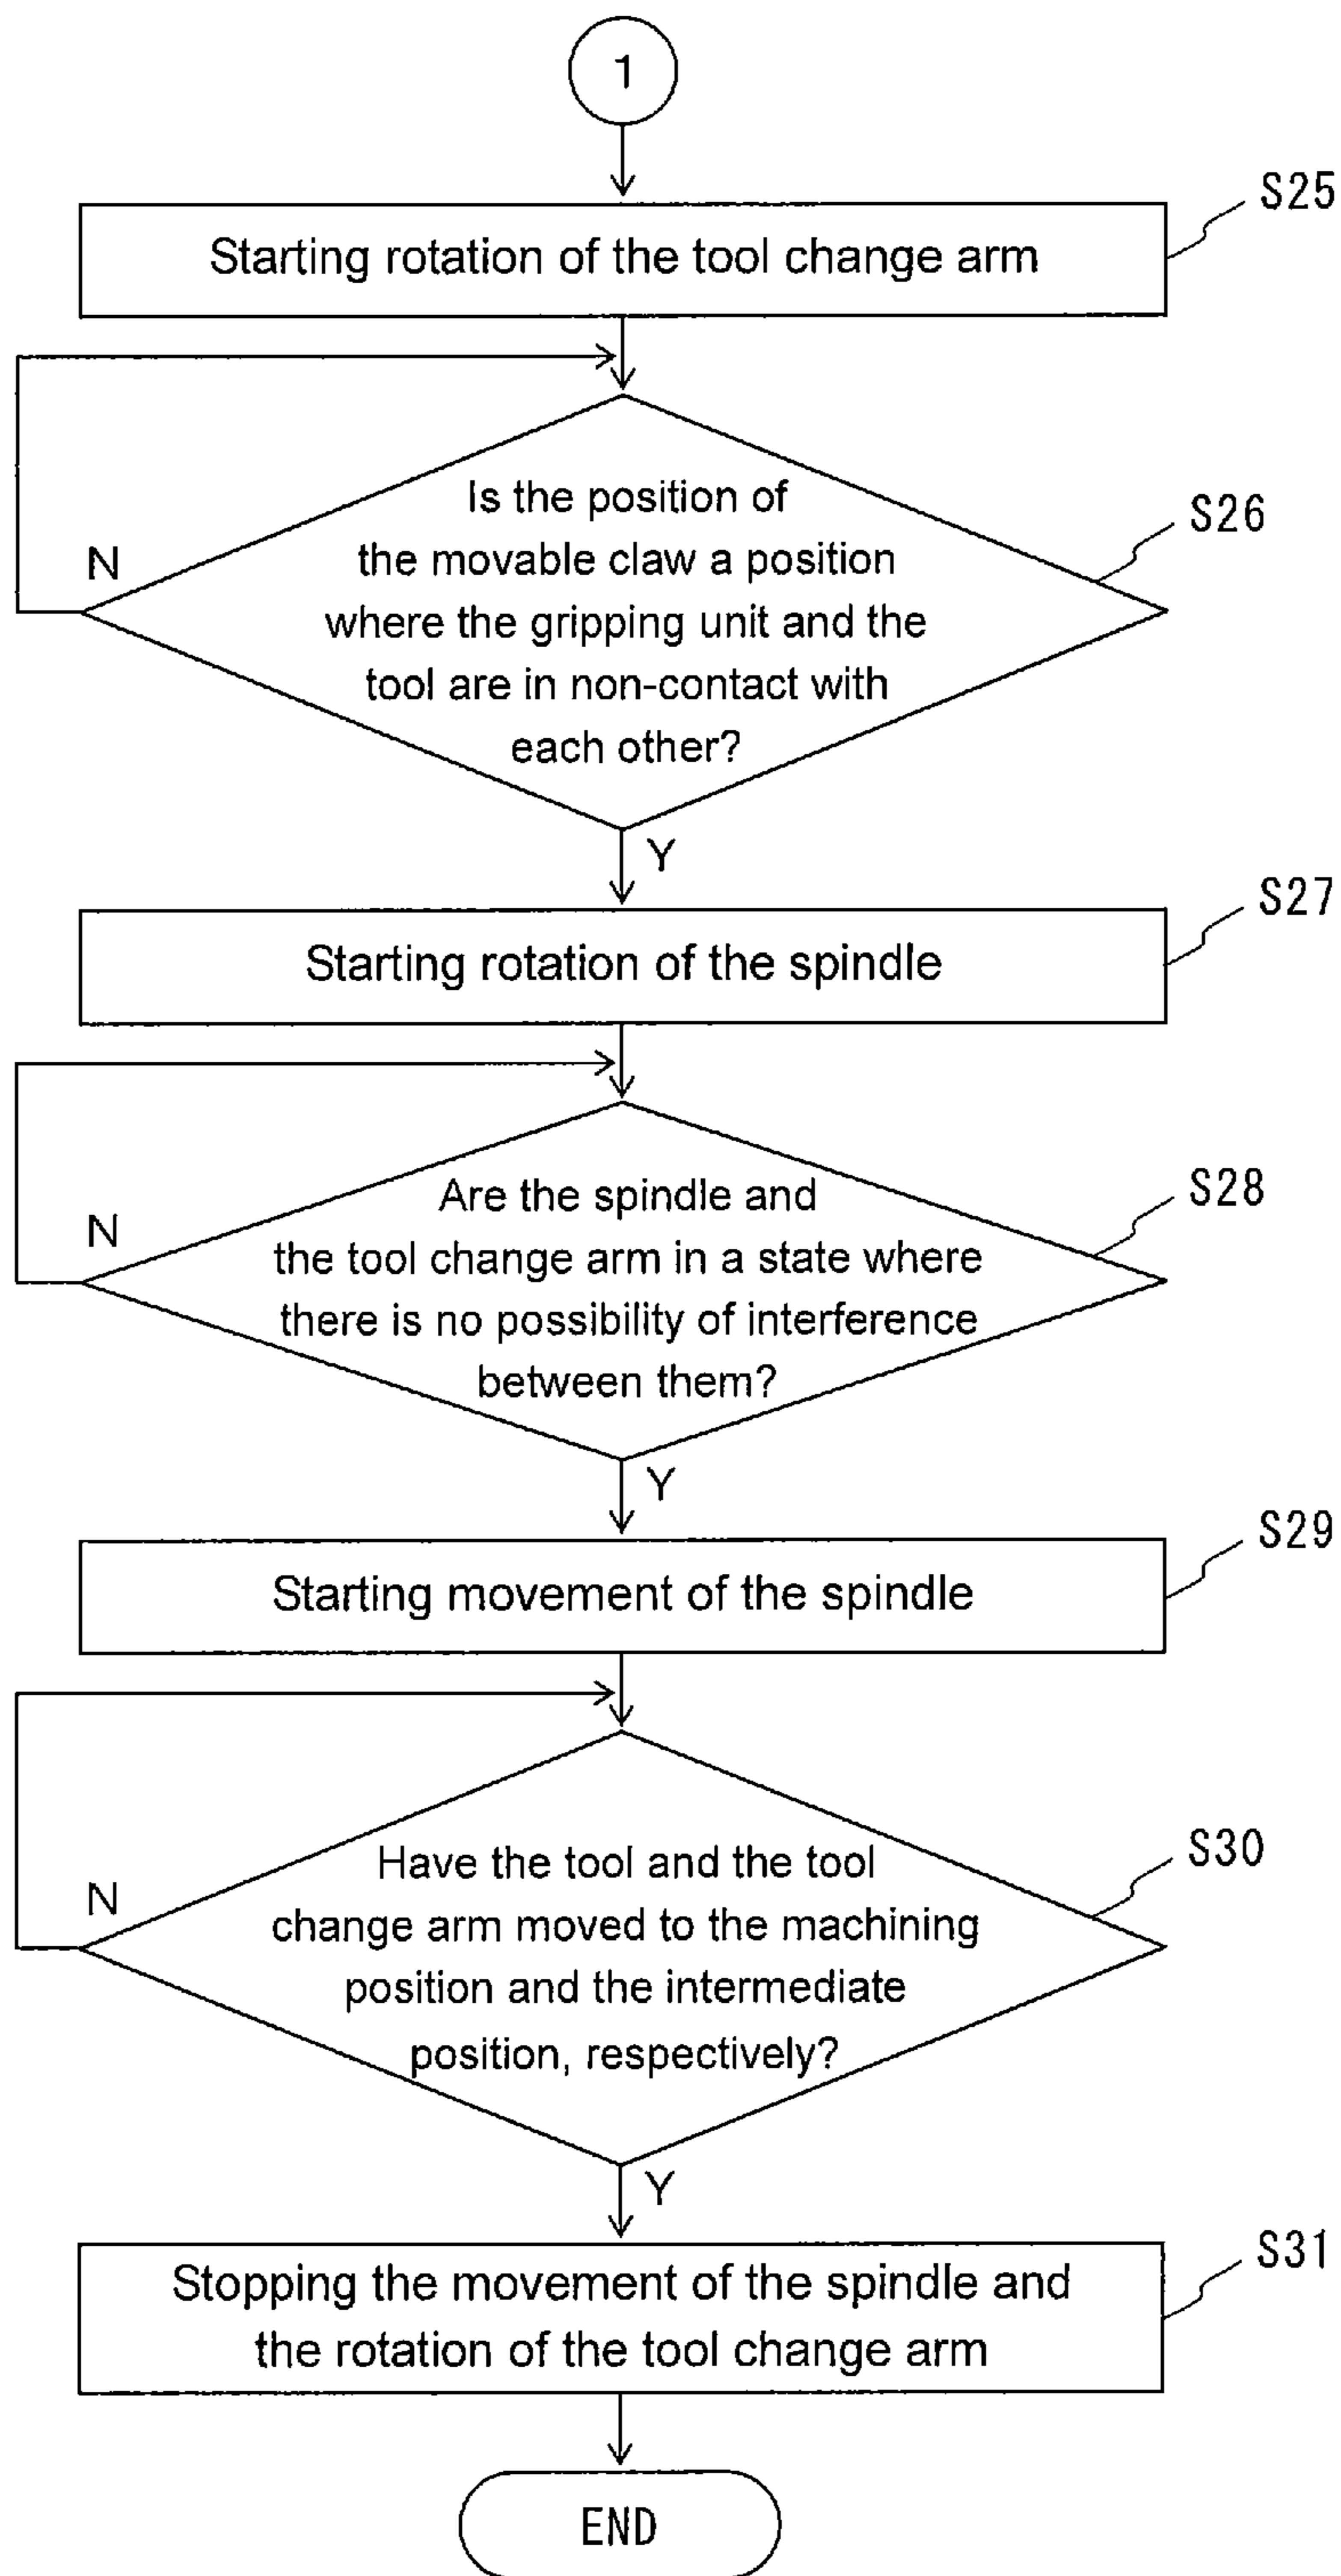 1
S25
Starting rotation of the tool change arm
S26
Is the position of
the movable claw a position
where the gripping unit and the
tool are in non-contact with
each other?
N
Y
S27
Starting rotation of the spindle
S28
Are the spindle and
the tool change arm in a state where
there is no possibility of interference
between them?
N
Y
S29
Starting movement of the spindle
S30
Have the tool and the tool
change arm moved to the machining
position and the intermediate
position, respectively?
N
Y
S31
Stopping the movement of the spindle and
the rotation of the tool change arm
END